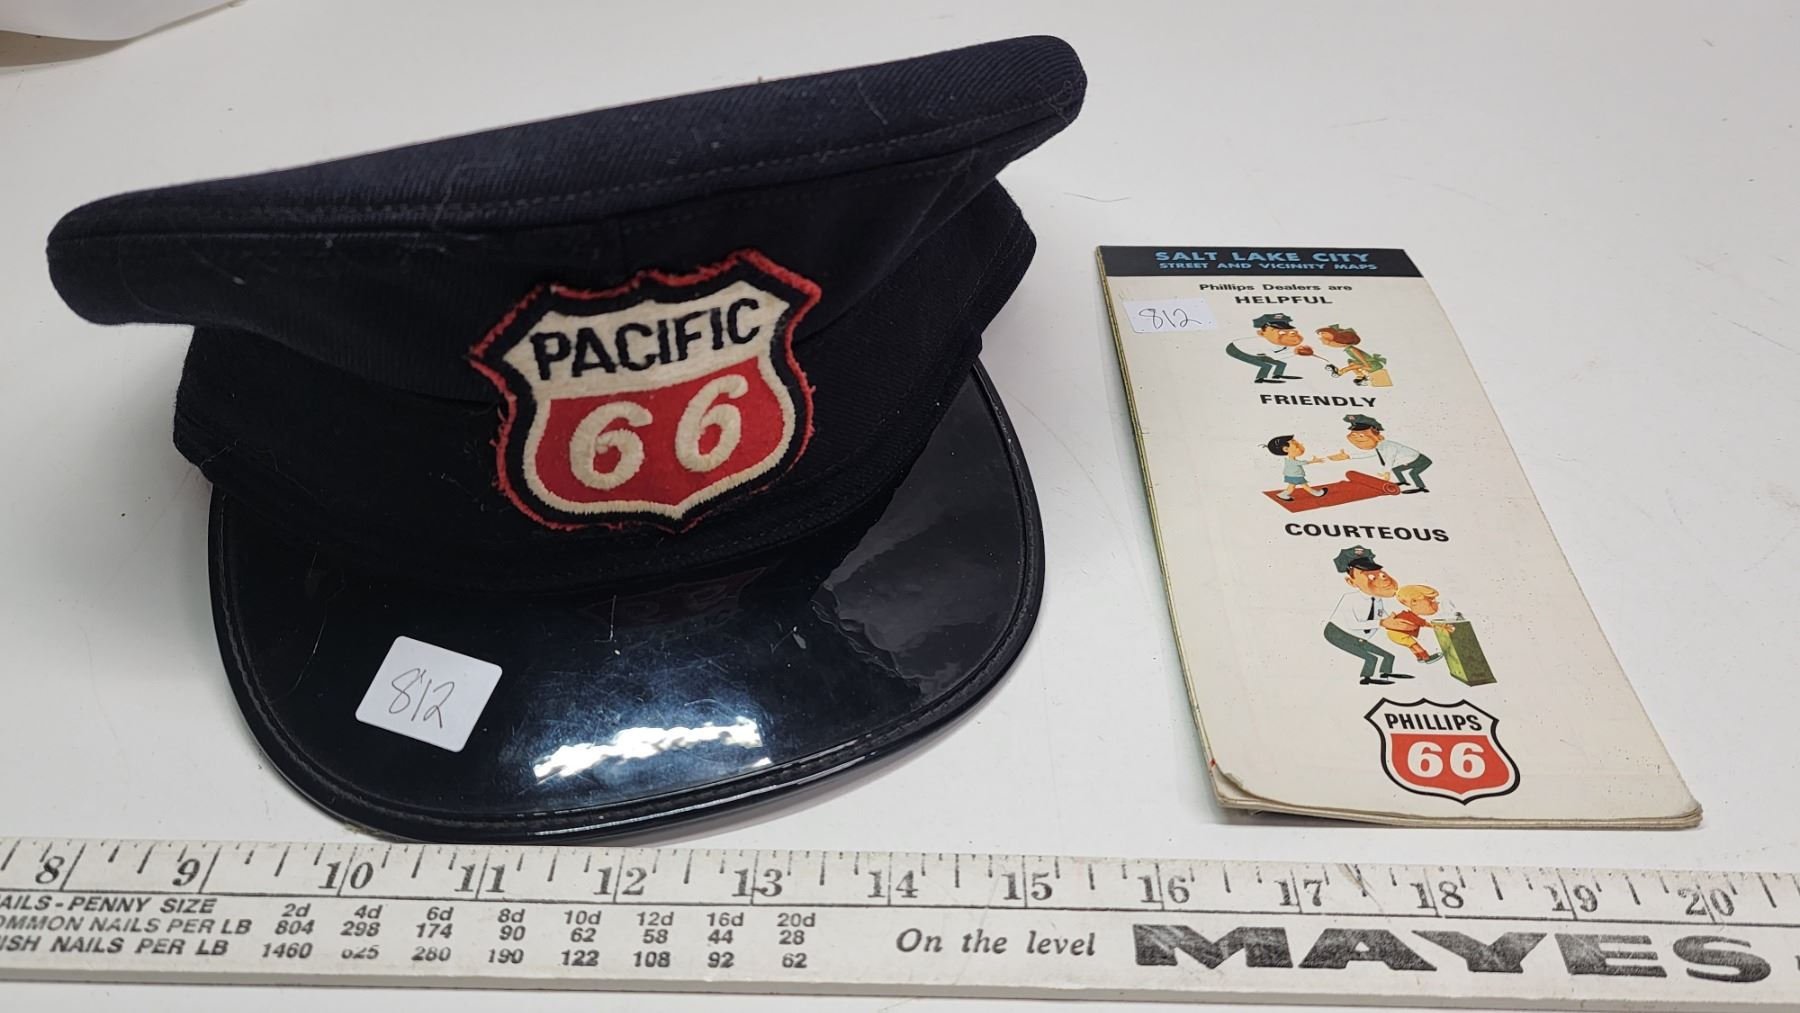 PACIFIC
66
812
SALT LAKE CITY
STREET AND VICINITY MAPS
Phillips Dealers are
HELPFUL
812
FRIENDLY
COURTEOUS
PHILLIPS
66
8 9 10 11 12 13 14 15 16 17 18 19 20
AILS - PENNY SIZE 2d 4d 6d 8d 10d 12d 16d 20d
OMMON NAILS PER LB 804 298 174 90 62 58 44 28
ISH NAILS PER LB 1460 625 280 190 122 108 92 62
On the level MAYES